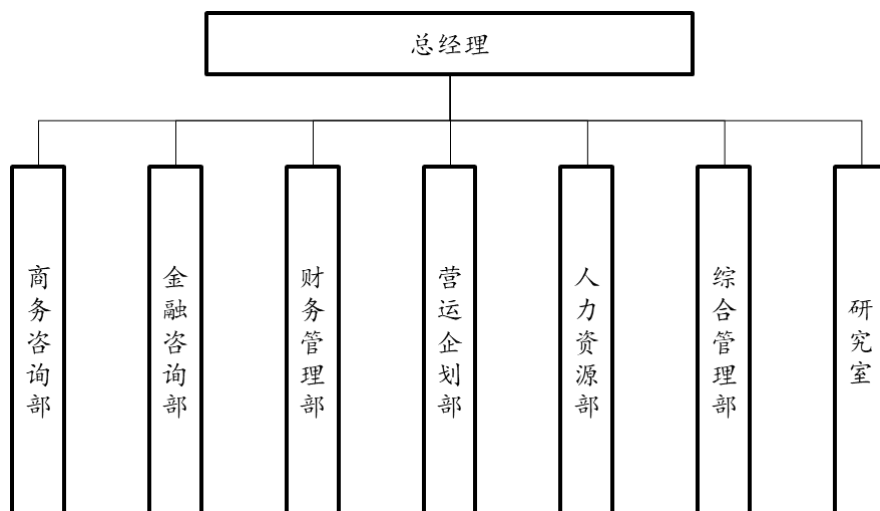 总经理
商务咨询部
金融咨询部
财务管理部
营运企划部
人力资源部
综合管理部
研究室